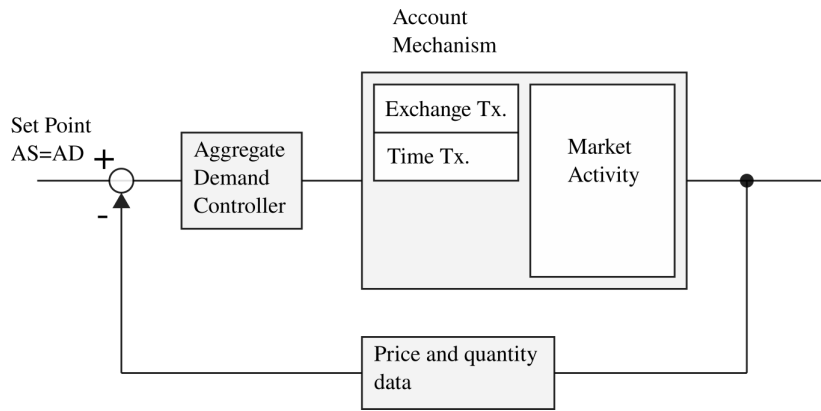 Account
Mechanism
Exchange Tx.
Time Tx.
Market
Activity
Set Point
AS=AD
+
-
Aggregate
Demand
Controller
Price and quantity
data